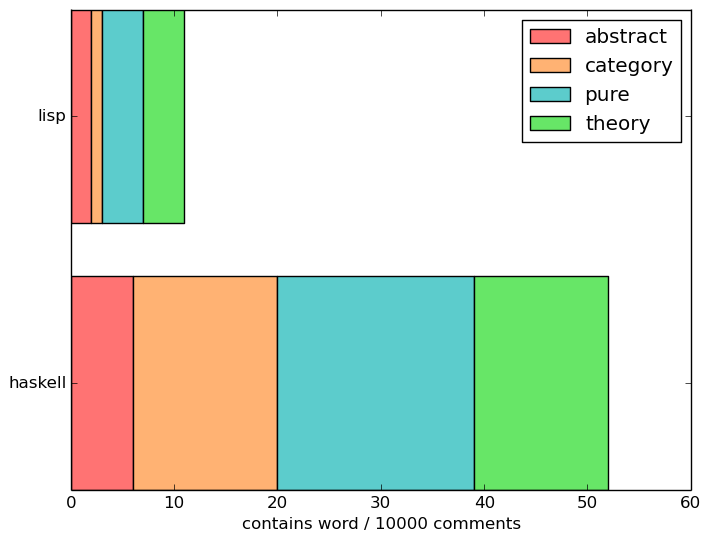 abstract
category
pure
theory
lisp
haskell
0 10 20 30 40 50 60
contains word / 10000 comments